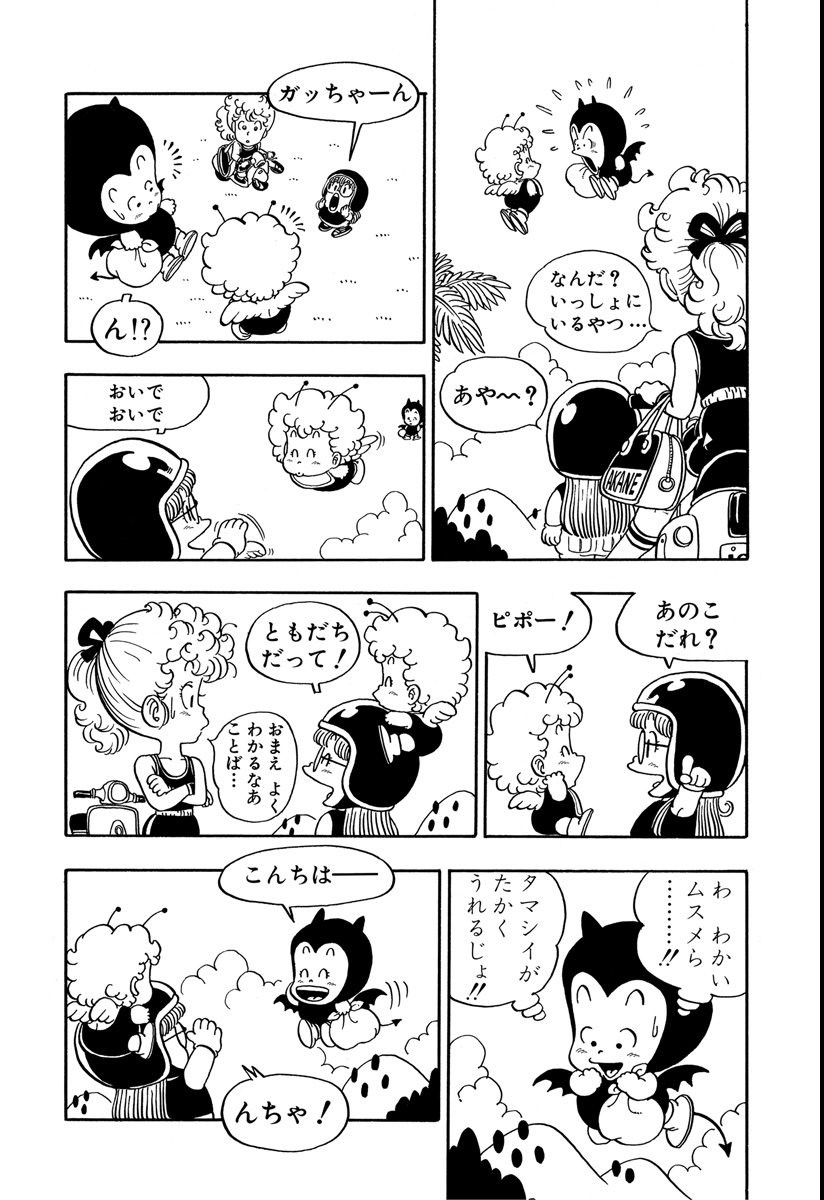 なんだ?
いっしょに
いるやつ…
あや〜?
AKANE
ガッちゃーん
ん!?
おいで
おいで
あのこ
だれ?
ピポー!
ともだち
だって!
おまえ よく
わかるなあ
ことば…
わ わかい
ムスメら
………!!
タマシイが
たかく
うれるじょ!!
こんちは──
んちゃ!